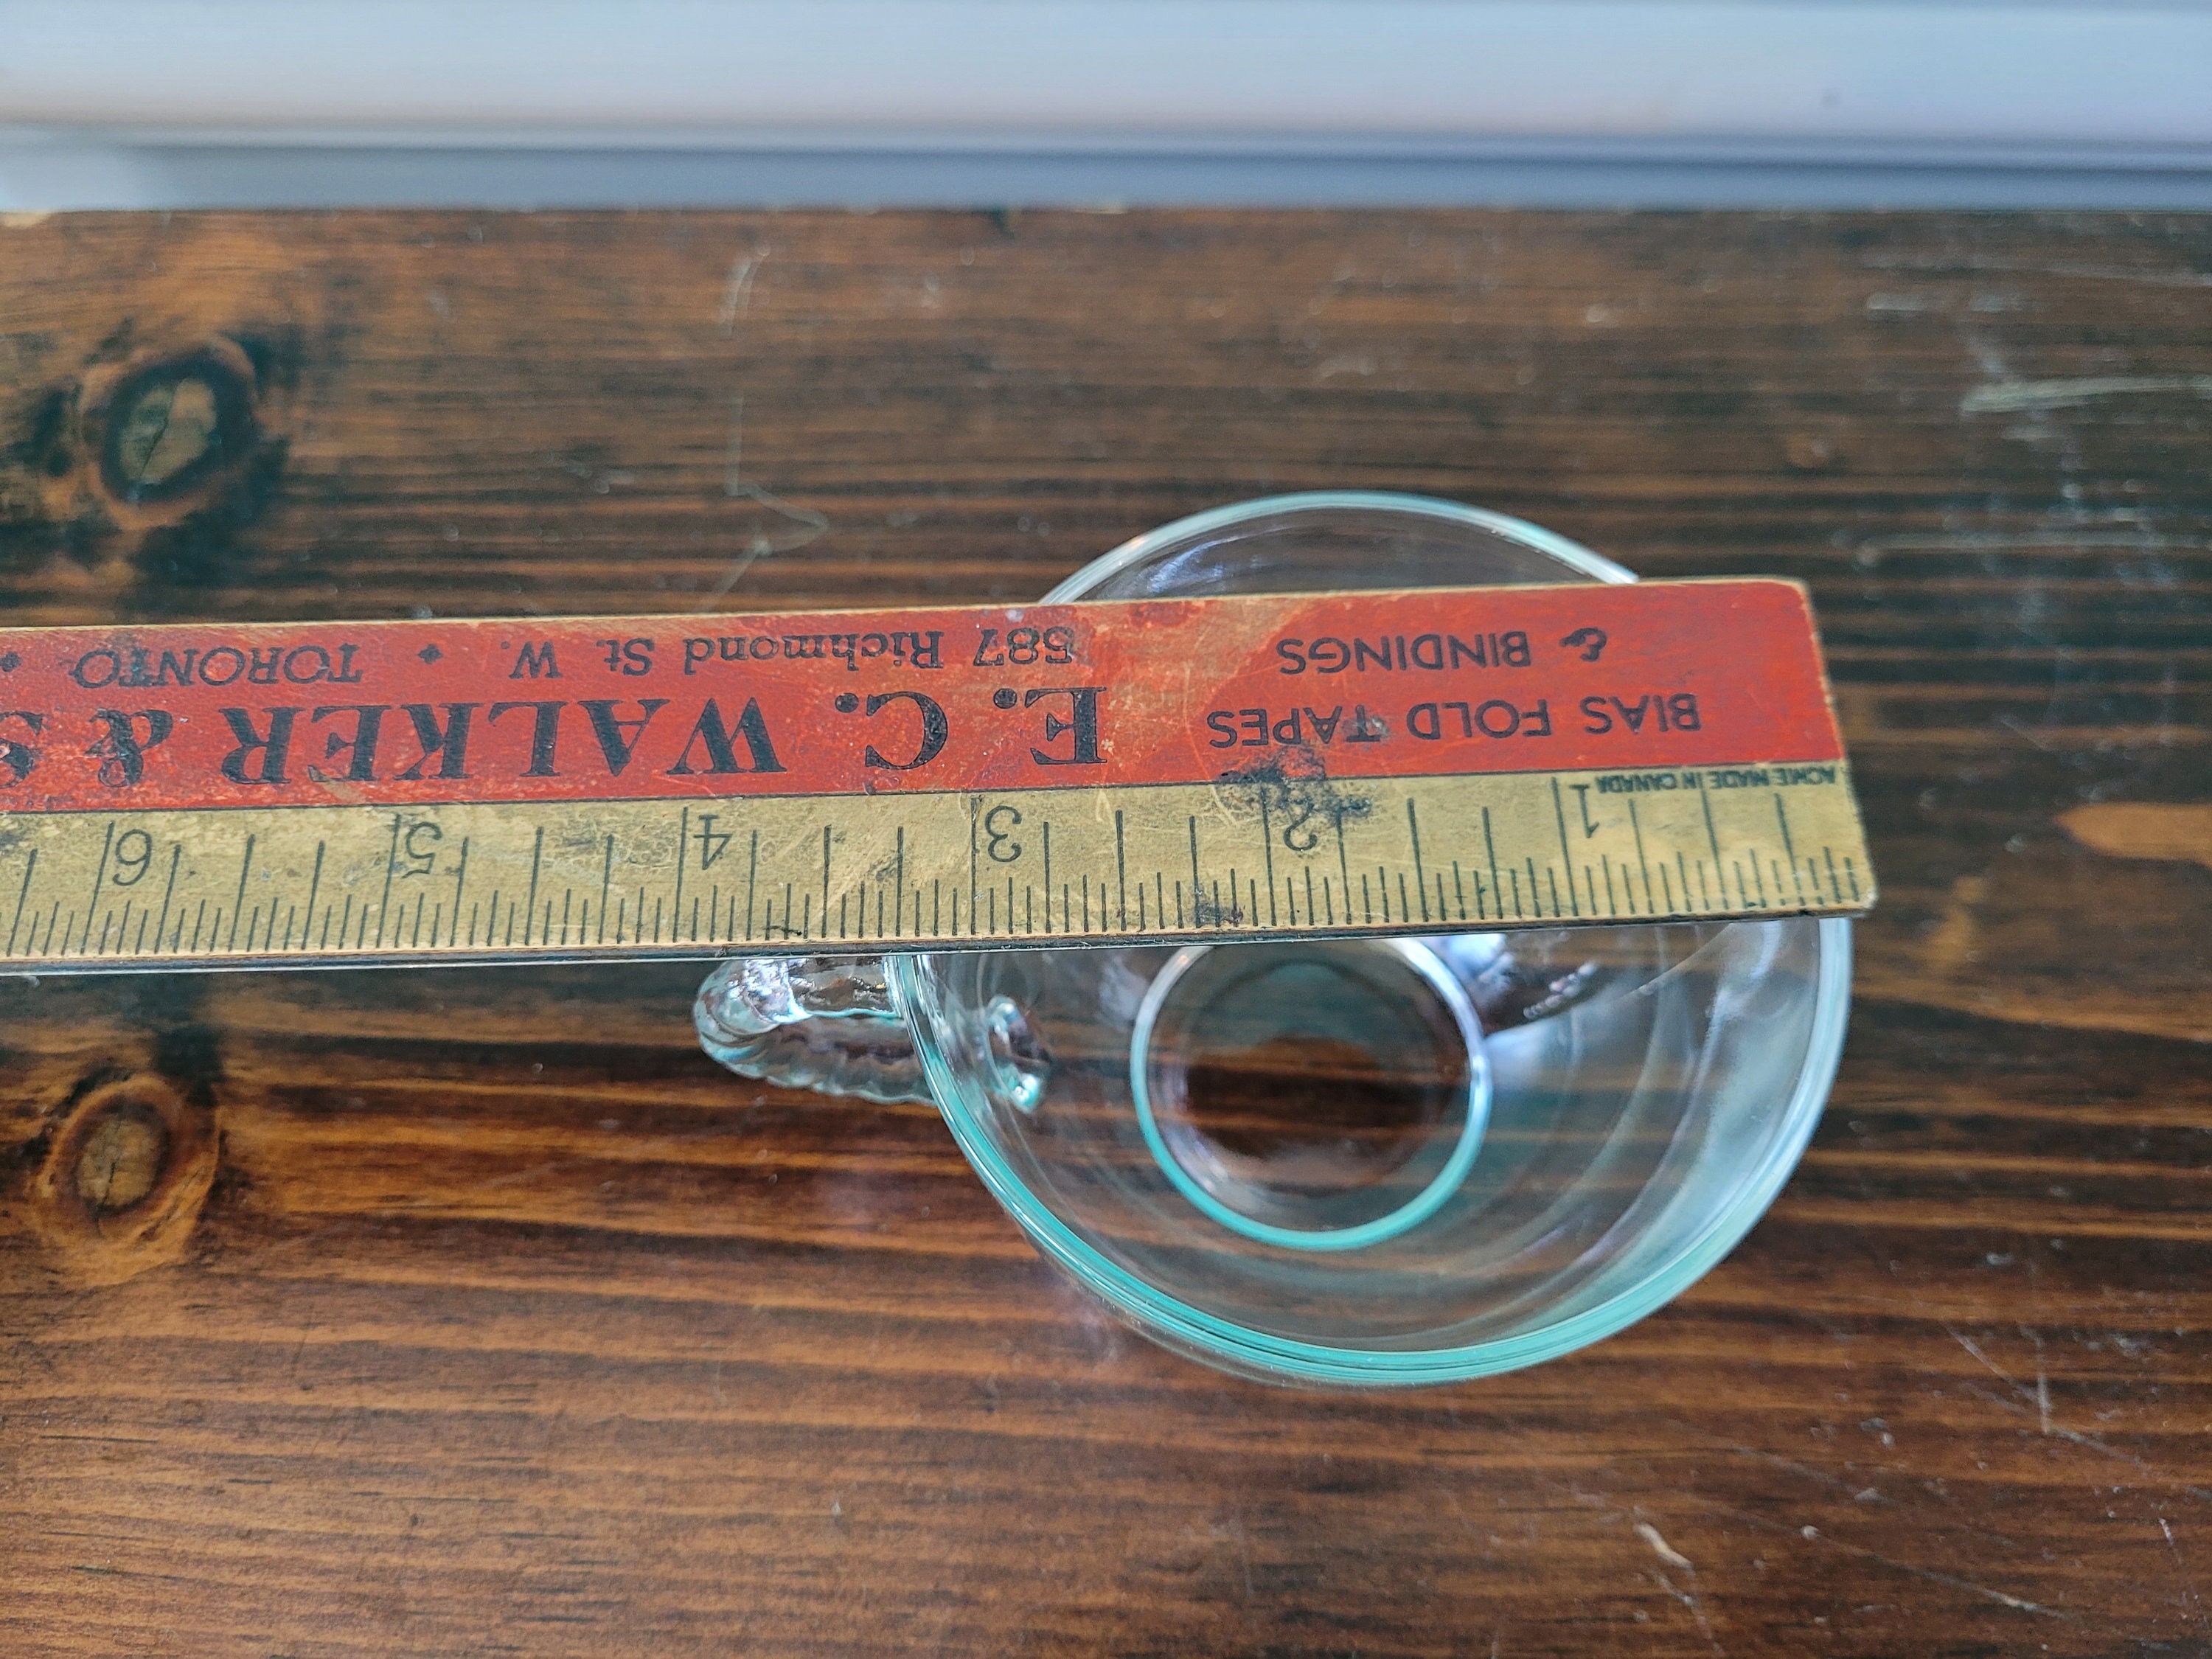 ACME MADE IN CANADA
1 2 3 4 5 6
BIAS FOLD TAPES
& BINDINGS
E. C. WALKER & S
587 Richmond St. W. • TORONTO •